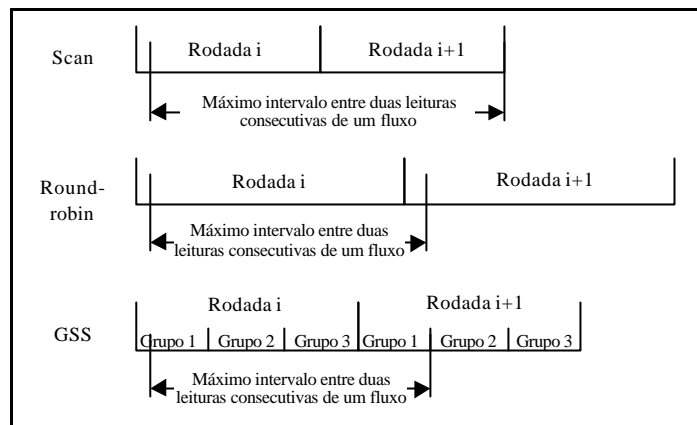 Scan
Rodada i
Rodada i+1
Máximo intervalo entre duas leituras
consecutivas de um fluxo
Round-
robin
Rodada i
Rodada i+1
Máximo intervalo entre duas
leituras consecutivas de um fluxo
GSS
Rodada i
Rodada i+1
Grupo 1
Grupo 2
Grupo 3
Grupo 1
Grupo 2
Grupo 3
Máximo intervalo entre duas
leituras consecutivas de um fluxo